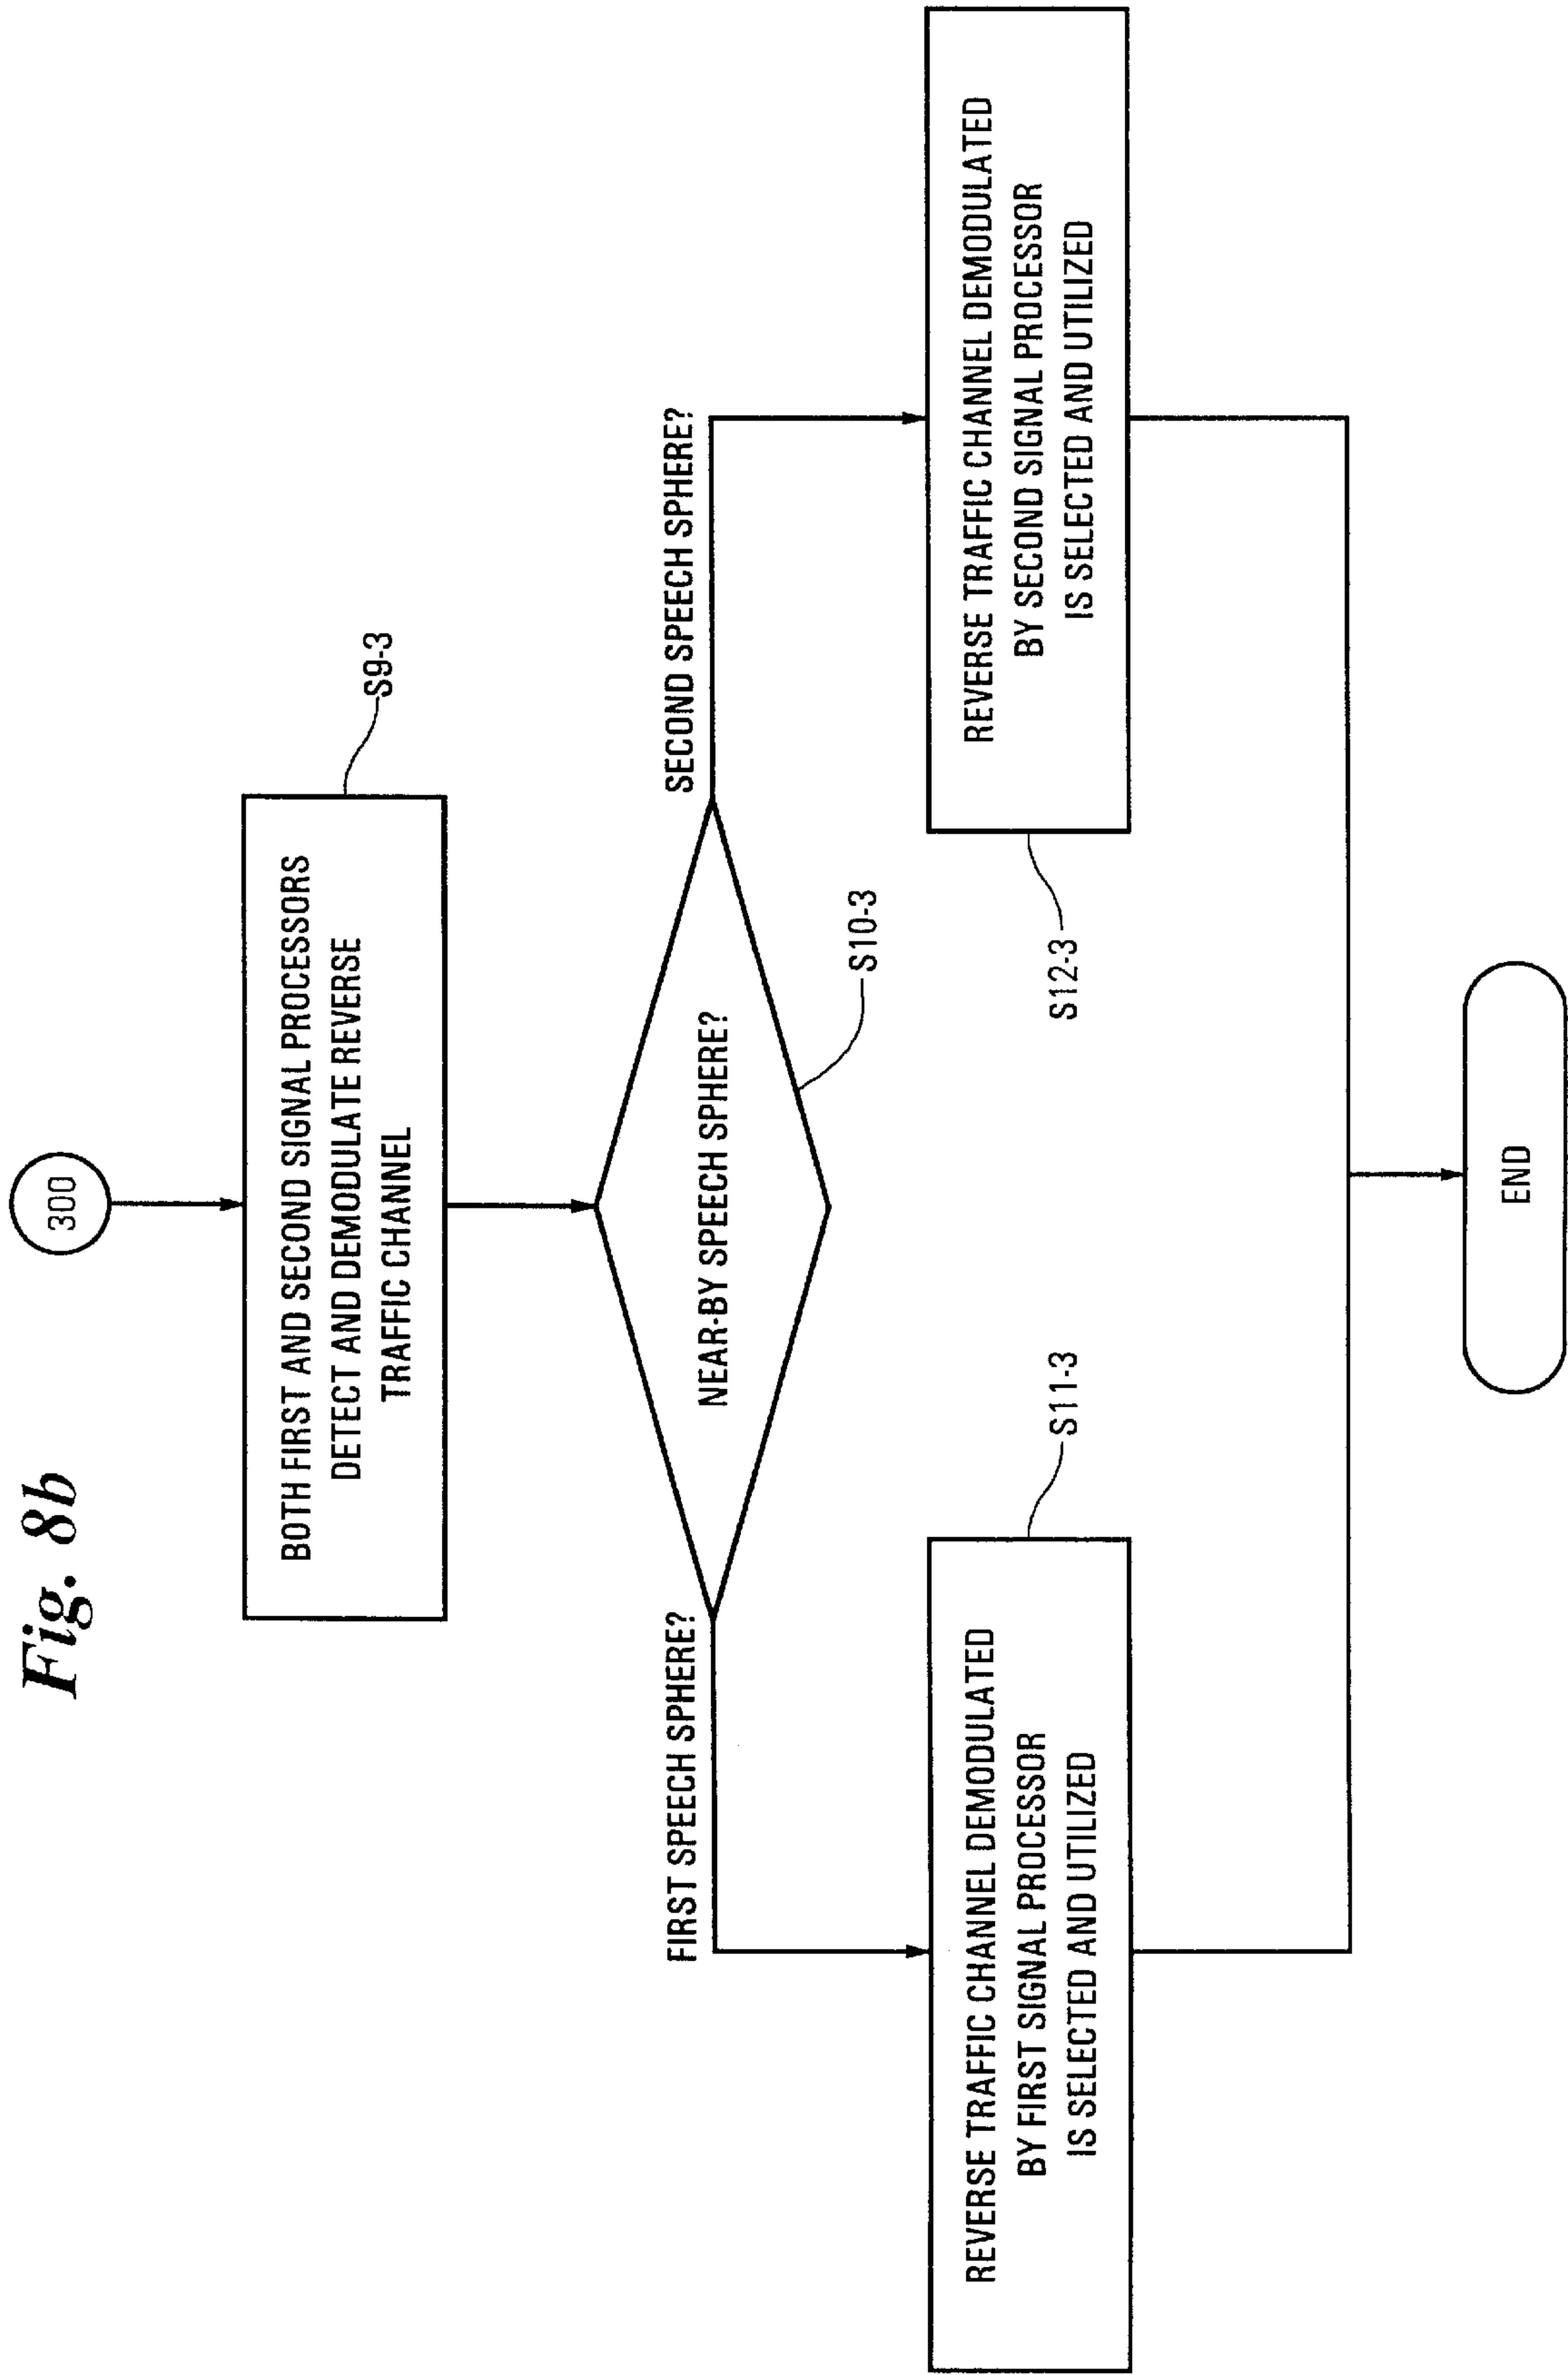 Fig. 8b
300
BOTH FIRST AND SECOND SIGNAL PROCESSORS
DETECT AND DEMODULATE REVERSE
TRAFFIC CHANNEL
S9-3
FIRST SPEECH SPHERE?
NEAR-BY SPEECH SPHERE?
SECOND SPEECH SPHERE?
S10-3
REVERSE TRAFFIC CHANNEL DEMODULATED
BY FIRST SIGNAL PROCESSOR
IS SELECTED AND UTILIZED
S11-3
S12-3
REVERSE TRAFFIC CHANNEL DEMODULATED
BY SECOND SIGNAL PROCESSOR
IS SELECTED AND UTILIZED
END